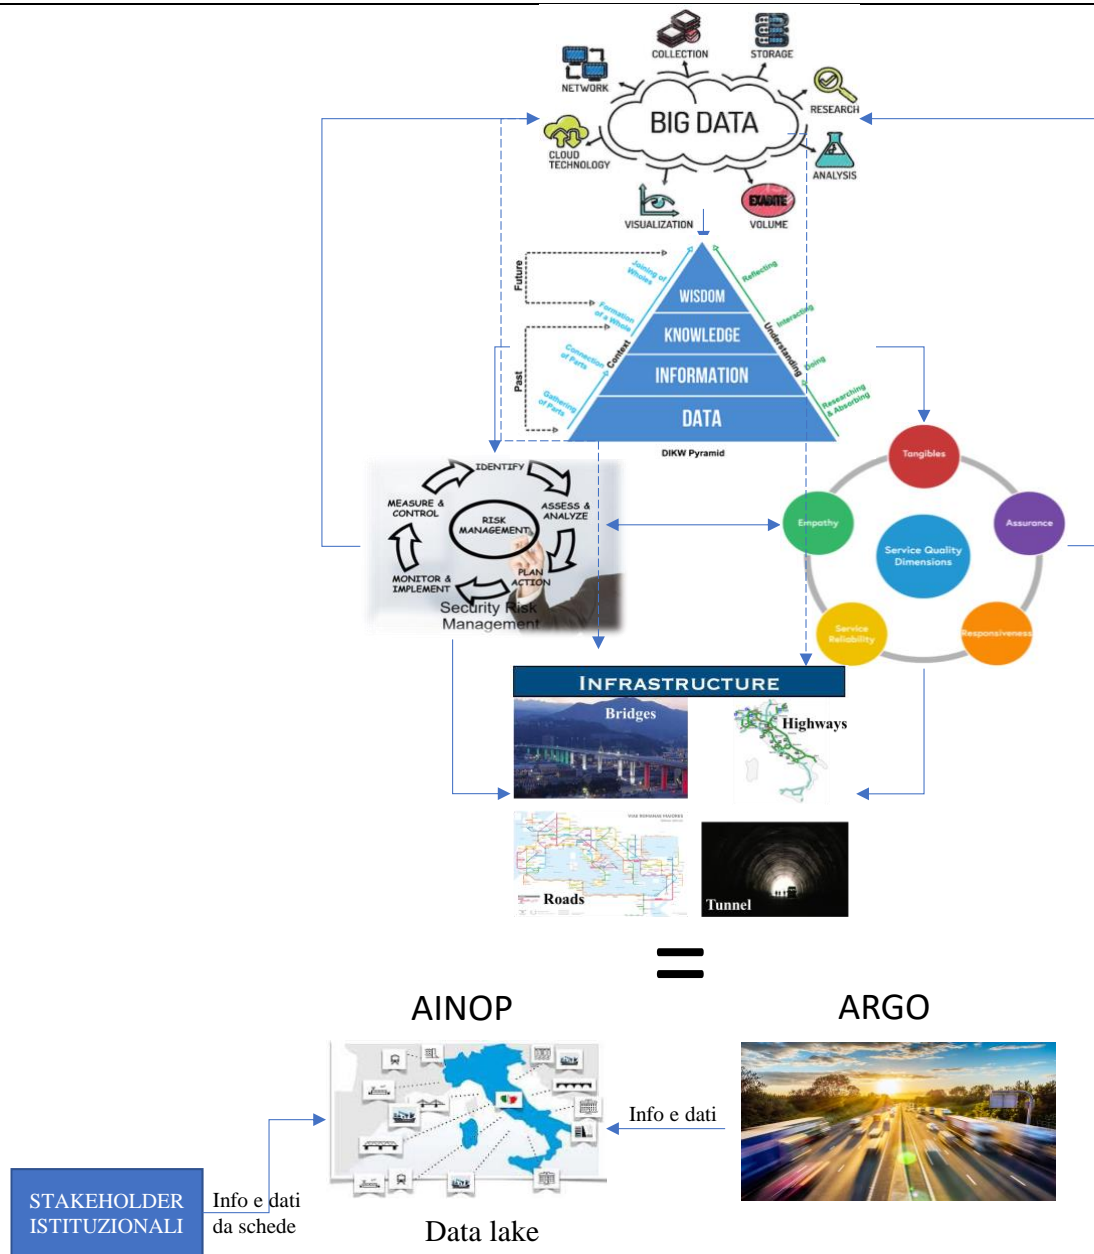 COLLECTION
STORAGE
NETWORK
RESEARCH
BIG DATA
CLOUD
TECHNOLOGY
ANALYSIS
EXABITE
VISUALIZATION
VOLUME
Future
Joining of
Wholes
Formation
of a Whole
Past
Connection
of Parts
Gathering
of Parts
Context
WISDOM
KNOWLEDGE
INFORMATION
DATA
Understanding
Reflecting
Interacting
Doing
Researching
& Absorbing
DIKW Pyramid
IDENTIFY
MEASURE &
CONTROL
ASSESS &
ANALYZE
RISK
MANAGEMENT
PLAN
ACTION
MONITOR &
IMPLEMENT
Security Risk
Management
Tangibles
Empathy
Assurance
Service Quality
Dimensions
Service
Reliability
Responsiveness
INFRASTRUCTURE
Bridges
Highways
VIAE ROMANAE MAIORES
Roads
Tunnel
=
AINOP
ARGO
Info e dati
STAKEHOLDER
ISTITUZIONALI
Info e dati
da schede
Data lake